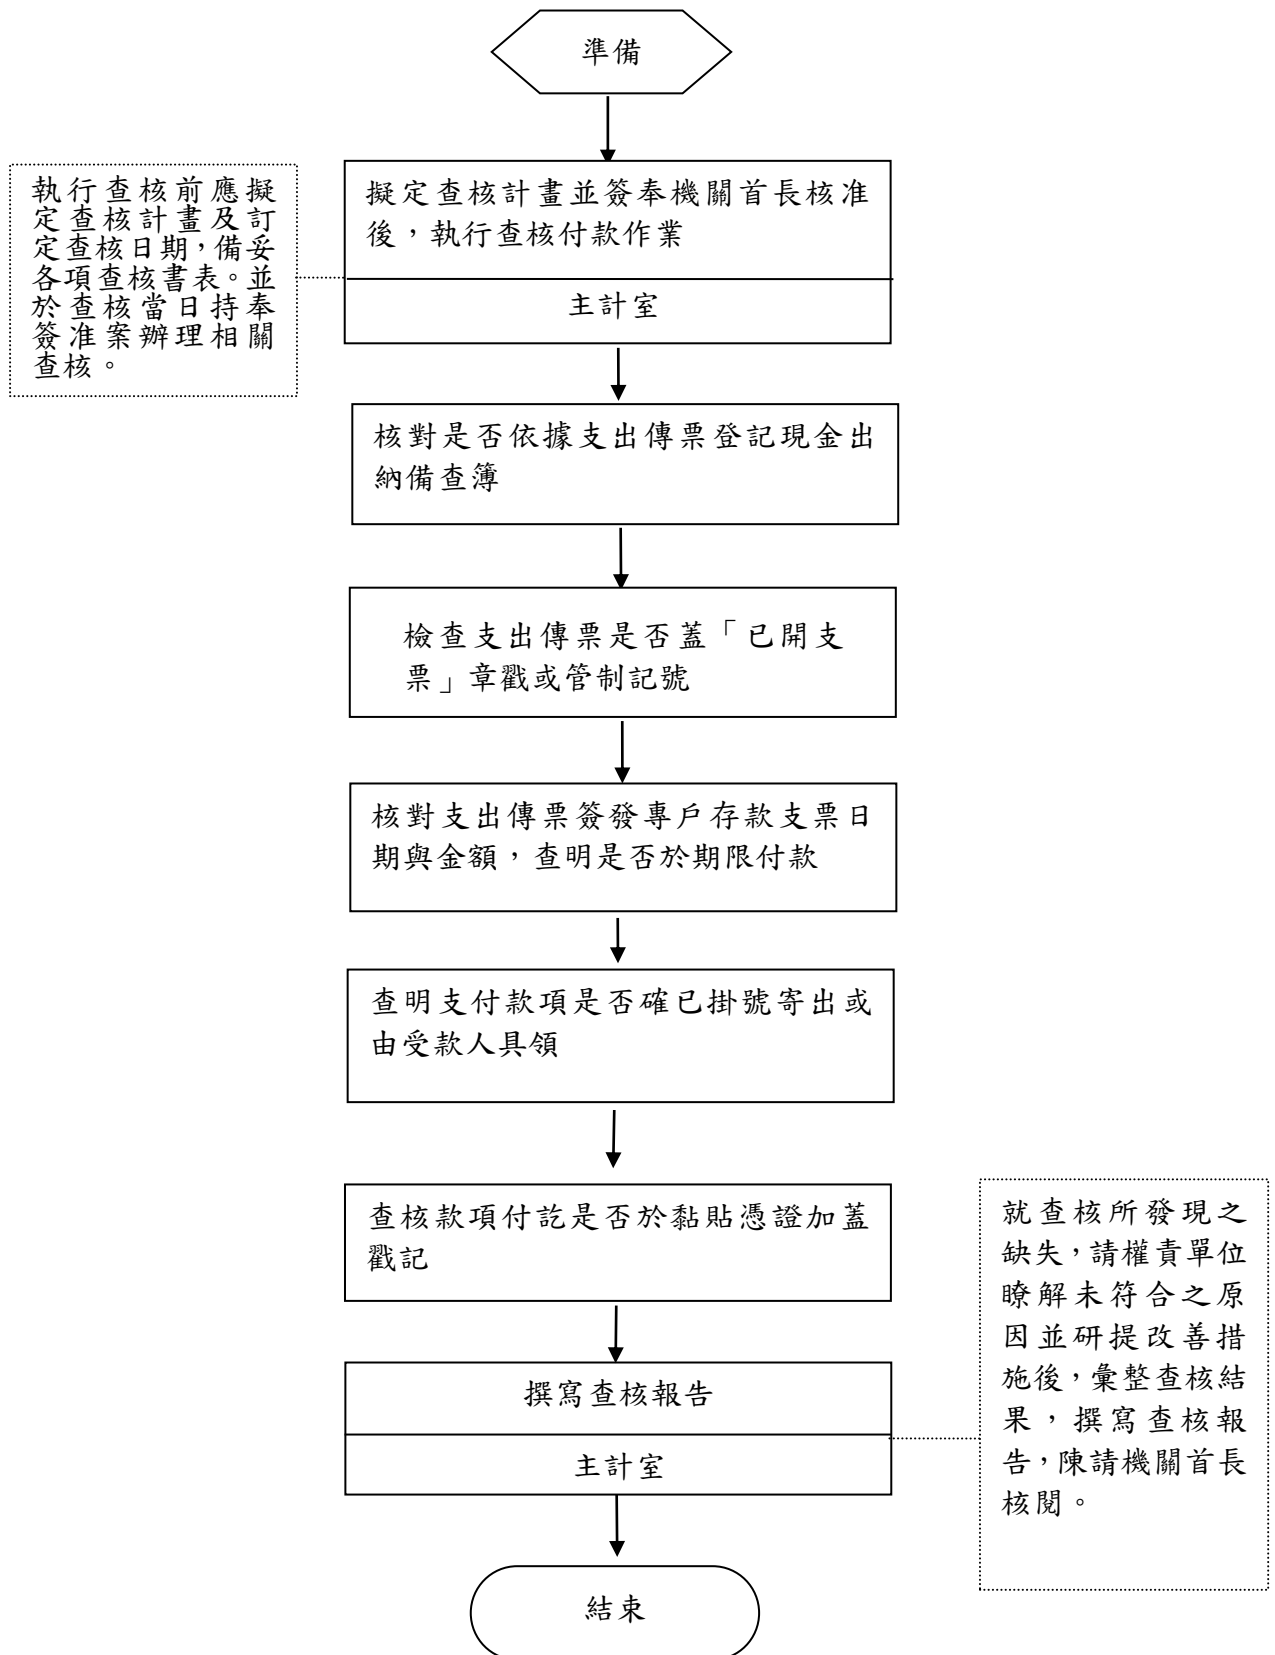 準備
執行查核前應擬
定查核計畫及訂
定查核日期，備妥
各項查核書表。並
於查核當日持奉
簽准案辦理相關
查核。
擬定查核計畫並簽奉機關首長核准
後，執行查核付款作業
主計室
核對是否依據支出傳票登記現金出
納備查簿
檢查支出傳票是否蓋「已開支
票」章戳或管制記號
核對支出傳票簽發專戶存款支票日
期與金額，查明是否於期限付款
查明支付款項是否確已掛號寄出或
由受款人具領
查核款項付訖是否於黏貼憑證加蓋
戳記
撰寫查核報告
主計室
就查核所發現之
缺失，請權責單位
瞭解未符合之原
因並研提改善措
施後，彙整查核結
果，撰寫查核報
告，陳請機關首長
核閱。
結束